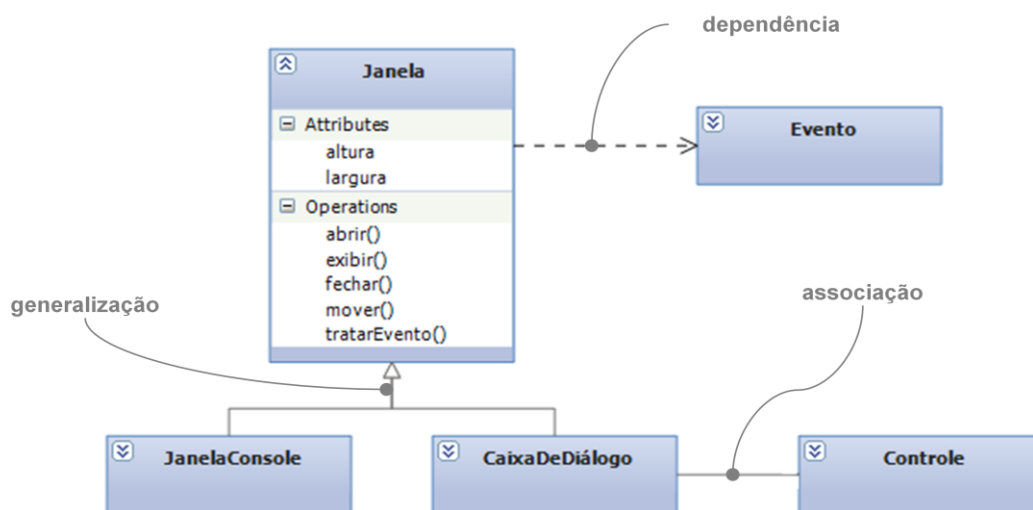 dependência
Janela
Attributes
altura
largura
Operations
abrir()
exibir()
fechar()
mover()
tratarEvento()
Evento
generalização
associação
JanelaConsole
CaixaDeDiálogo
Controle